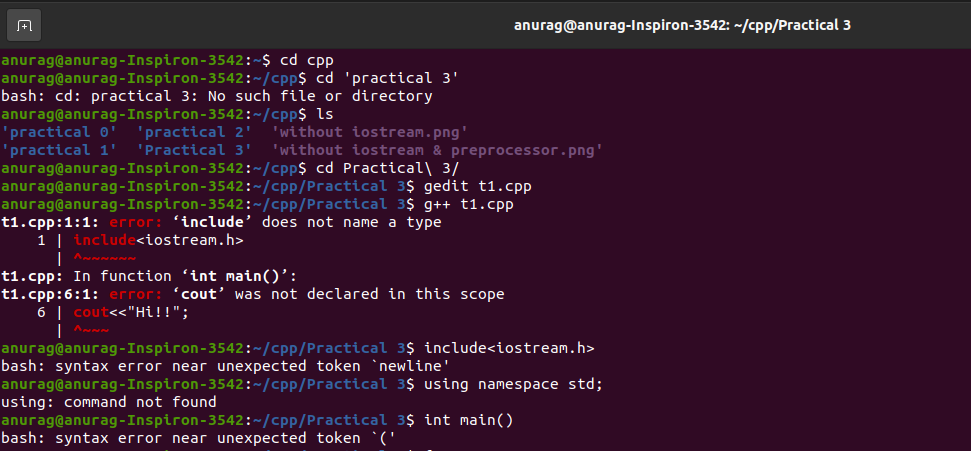 anurag@anurag-Inspiron-3542: ~/cpp/Practical 3
anurag@anurag-Inspiron-3542:~$ cd cpp
anurag@anurag-Inspiron-3542:~/cpp$ cd 'practical 3'
bash: cd: practical 3: No such file or directory
anurag@anurag-Inspiron-3542:~/cpp$ ls
'practical 0'  'practical 2'  'without iostream.png'
'practical 1'  'Practical 3'  'without iostream & preprocessor.png'
anurag@anurag-Inspiron-3542:~/cpp$ cd Practical\ 3/
anurag@anurag-Inspiron-3542:~/cpp/Practical 3$ gedit t1.cpp
anurag@anurag-Inspiron-3542:~/cpp/Practical 3$ g++ t1.cpp
t1.cpp:1:1: error: ‘include’ does not name a type
    1 | include<iostream.h>
      | ^~~~~~~
t1.cpp: In function ‘int main()’:
t1.cpp:6:1: error: ‘cout’ was not declared in this scope
    6 | cout<<"Hi!!";
      | ^~~~
anurag@anurag-Inspiron-3542:~/cpp/Practical 3$ include<iostream.h>
bash: syntax error near unexpected token `newline'
anurag@anurag-Inspiron-3542:~/cpp/Practical 3$ using namespace std;
using: command not found
anurag@anurag-Inspiron-3542:~/cpp/Practical 3$ int main()
bash: syntax error near unexpected token `('